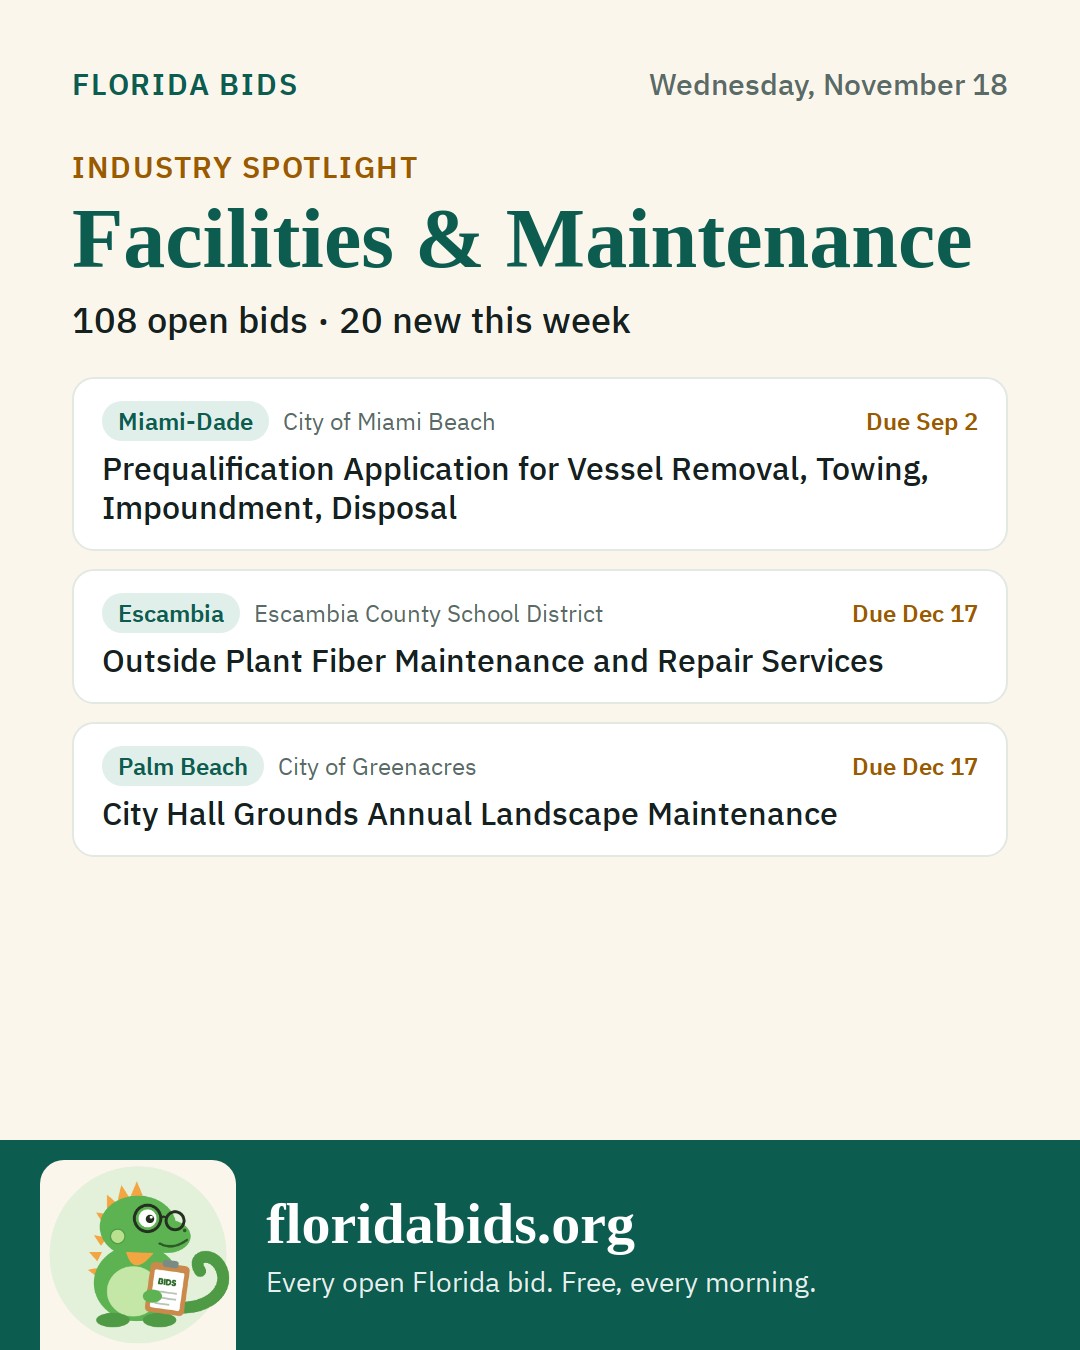 FLORIDA BIDS
Wednesday, November 18
INDUSTRY SPOTLIGHT
Facilities & Maintenance
108 open bids · 20 new this week
Miami-Dade City of Miami Beach Due Sep 2
Prequalification Application for Vessel Removal, Towing,
Impoundment, Disposal
Escambia Escambia County School District Due Dec 17
Outside Plant Fiber Maintenance and Repair Services
Palm Beach City of Greenacres Due Dec 17
City Hall Grounds Annual Landscape Maintenance
BIDS
floridabids.org
Every open Florida bid. Free, every morning.